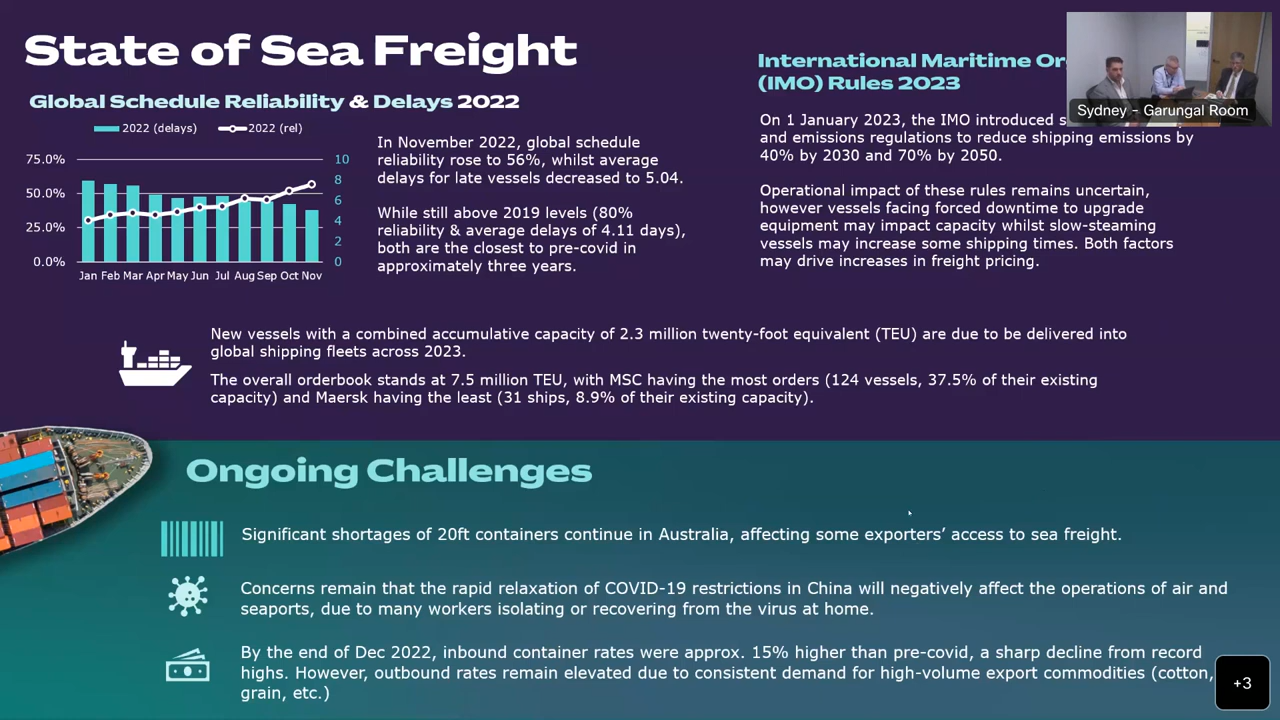 State of Sea Freight
Global Schedule Reliability & Delays 2022
2022 (delays)
2022 (rel)
75.0%
50.0%
25.0%
0.0%
10
8
6
4
2
0
Jan Feb Mar Apr May Jun Jul Aug Sep Oct Nov
In November 2022, global schedule
reliability rose to 56%, whilst average
delays for late vessels decreased to 5.04.
While still above 2019 levels (80%
reliability & average delays of 4.11 days),
both are the closest to pre-covid in
approximately three years.
International Maritime
(IMO) Rules 2023
On 1 January 2023, the IMO introduced
and emissions regulations to reduce shipping emissions by
40% by 2030 and 70% by 2050.
Operational impact of these rules remains uncertain,
however vessels facing forced downtime to upgrade
equipment may impact capacity whilst slow-steaming
vessels may increase some shipping times. Both factors
may drive increases in freight pricing.
Sydney - Garungal Room
New vessels with a combined accumulative capacity of 2.3 million twenty-foot equivalent (TEU) are due to be delivered into
global shipping fleets across 2023.
The overall orderbook stands at 7.5 million TEU, with MSC having the most orders (124 vessels, 37.5% of their existing
capacity) and Maersk having the least (31 ships, 8.9% of their existing capacity).
Ongoing Challenges
Significant shortages of 20ft containers continue in Australia, affecting some exporters' access to sea freight.
Concerns remain that the rapid relaxation of COVID-19 restrictions in China will negatively affect the operations of air and
seaports, due to many workers isolating or recovering from the virus at home.
By the end of Dec 2022, inbound container rates were approx. 15% higher than pre-covid, a sharp decline from record
highs. However, outbound rates remain elevated due to consistent demand for high-volume export commodities (cotton,
grain, etc.)
+3